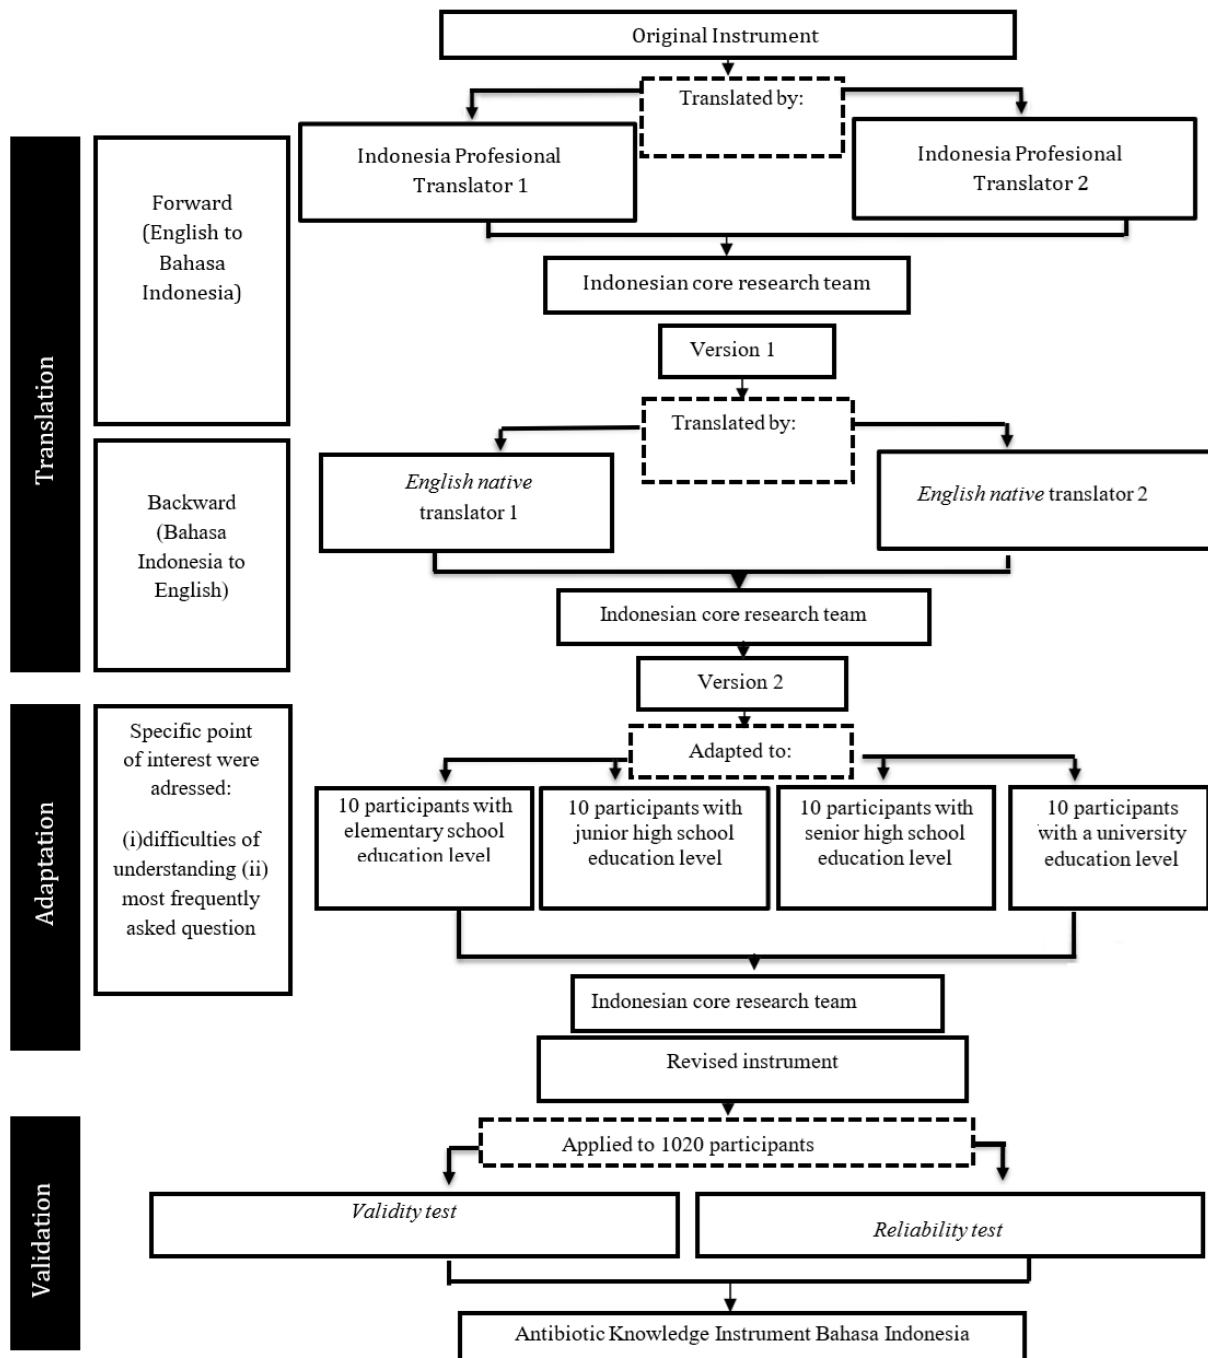 Original Instrument
Translated by:
Indonesia Profesional
Translator 1
Indonesia Profesional
Translator 2
Translation
Forward
(English to
Bahasa
Indonesia)
Indonesian core research team
Version 1
Translated by:
English native
translator 1
English native translator 2
Backward
(Bahasa
Indonesia to
English)
Indonesian core research team
Version 2
Adaptation
Specific point
of interest were
adressed:
(i)difficulties of
understanding (ii)
most frequently
asked question
Adapted to:
10 participants with
elementary school
education level
10 participants with
junior high school
education level
10 participants with
senior high school
education level
10 participants
with a university
education level
Indonesian core research team
Revised instrument
Validation
Applied to 1020 participants
Validity test
Reliability test
Antibiotic Knowledge Instrument Bahasa Indonesia